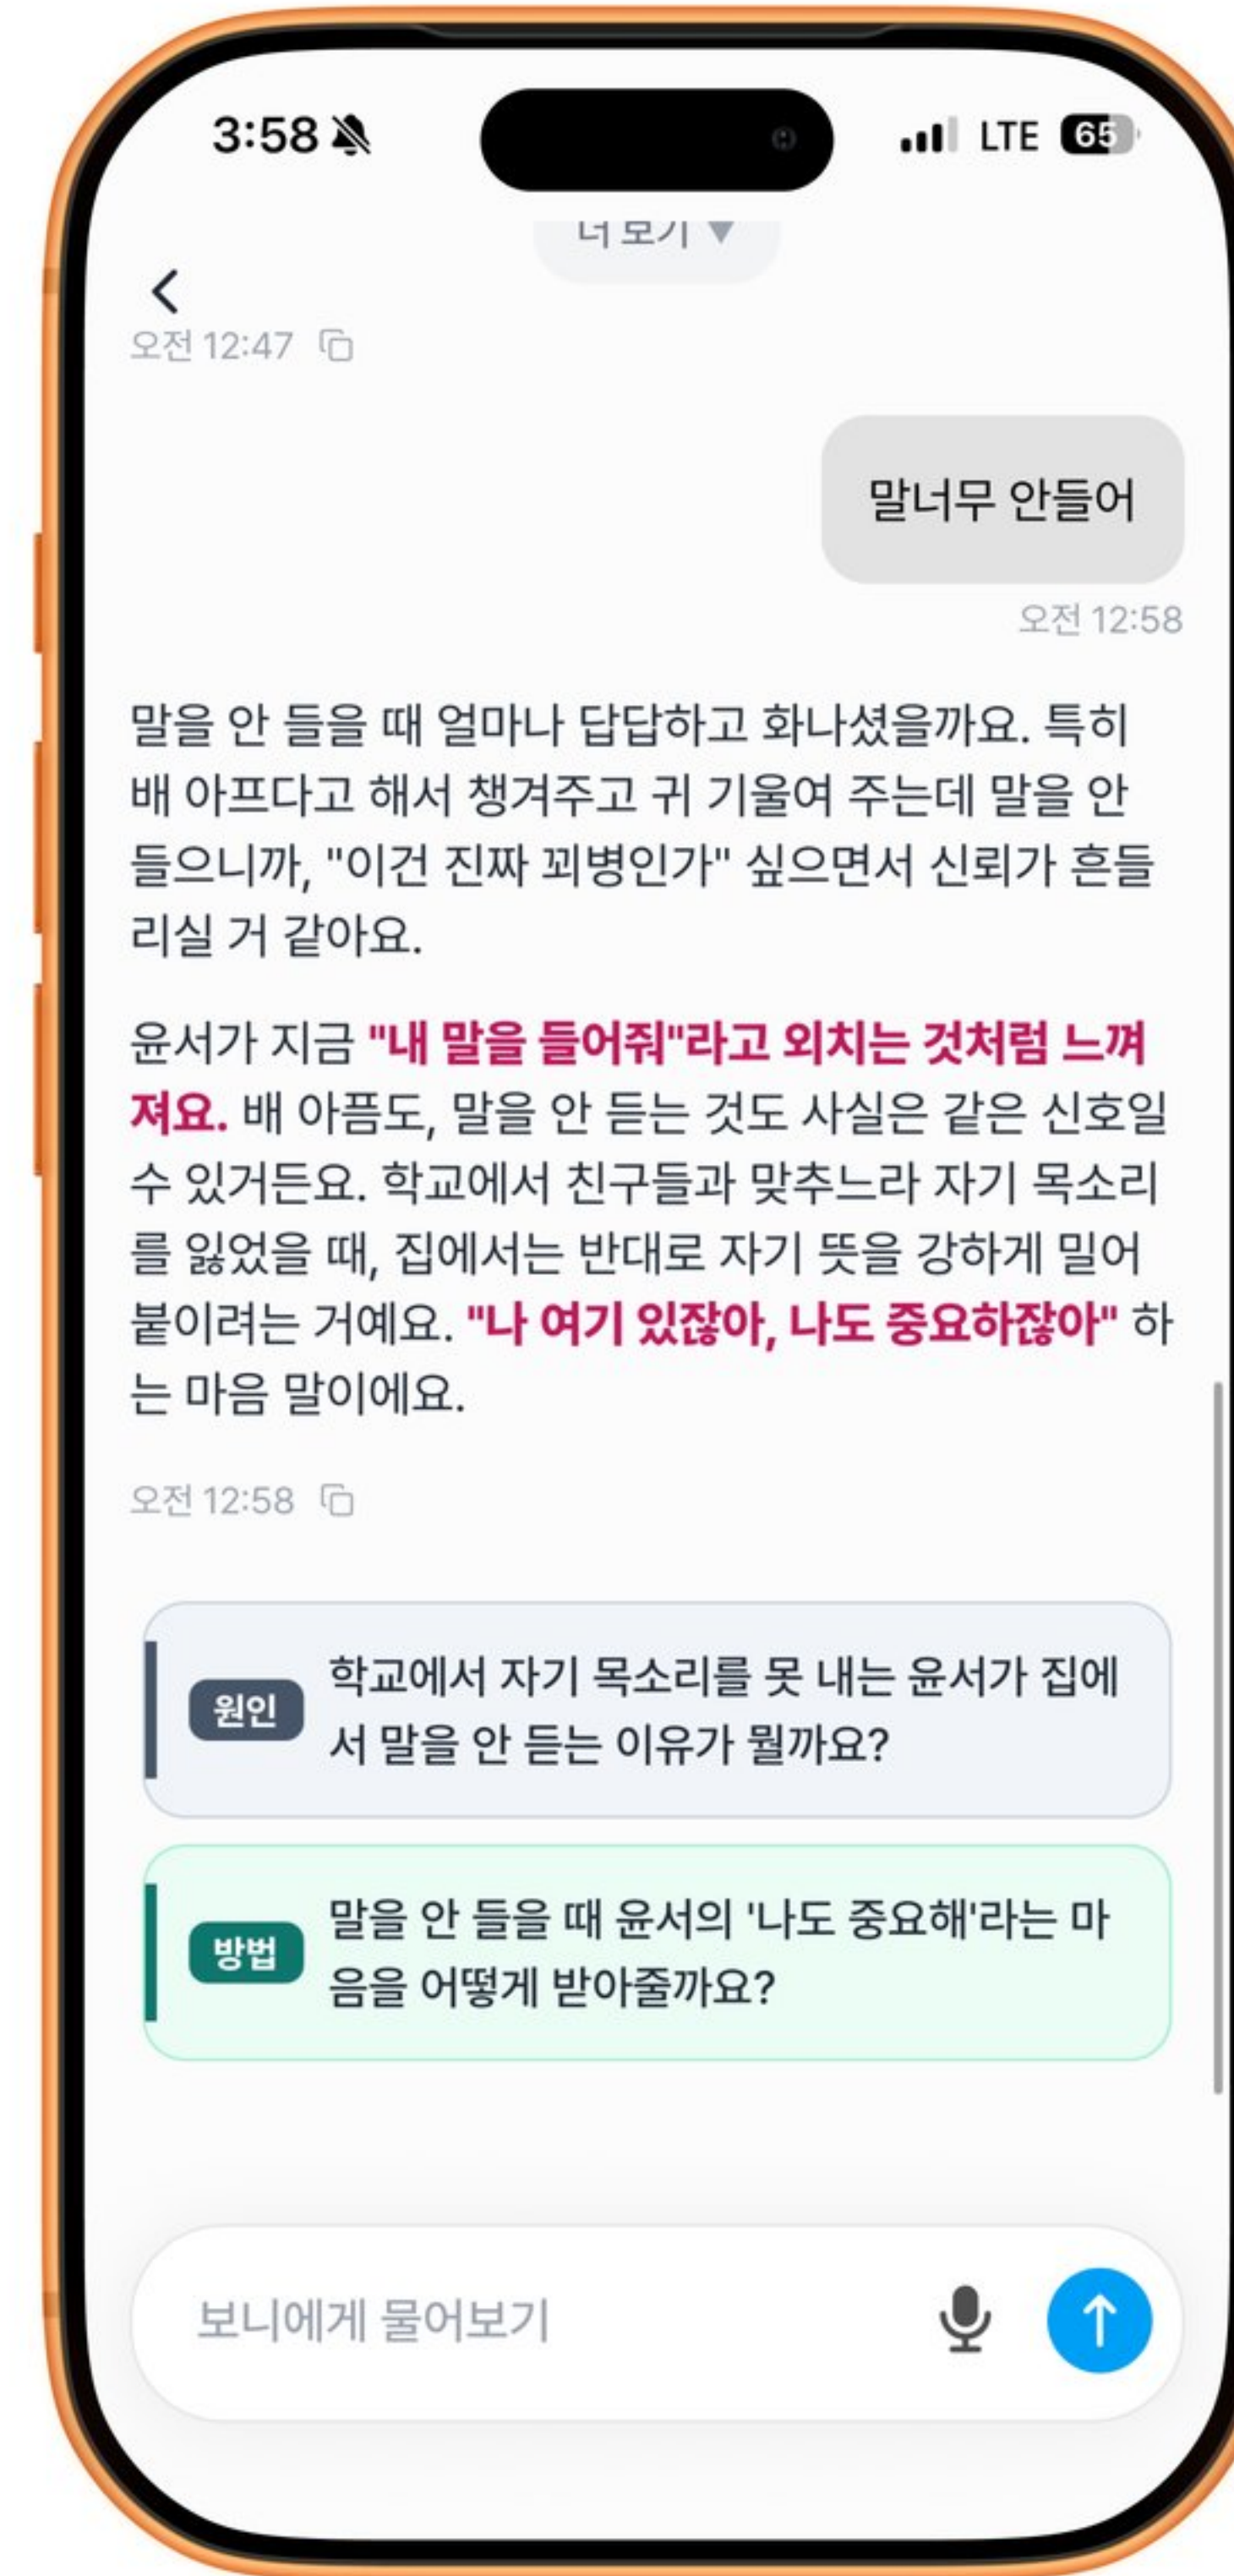 3:58
LTE 65
더 보기 ▼
오전 12:47
말너무 안들어
오전 12:58
말을 안 들을 때 얼마나 답답하고 화나셨을까요. 특히
배 아프다고 해서 챙겨주고 귀 기울여 주는데 말을 안
들으니까, "이건 진짜 꾀병인가" 싶으면서 신뢰가 흔들
리실 거 같아요.
윤서가 지금 "내 말을 들어줘"라고 외치는 것처럼 느껴
져요. 배 아픔도, 말을 안 듣는 것도 사실은 같은 신호일
수 있거든요. 학교에서 친구들과 맞추느라 자기 목소리
를 잃었을 때, 집에서는 반대로 자기 뜻을 강하게 밀어
붙이려는 거예요. "나 여기 있잖아, 나도 중요하잖아" 하
는 마음 말이에요.
오전 12:58
원인
학교에서 자기 목소리를 못 내는 윤서가 집에
서 말을 안 듣는 이유가 뭘까요?
방법
말을 안 들을 때 윤서의 '나도 중요해'라는 마
음을 어떻게 받아줄까요?
보니에게 물어보기